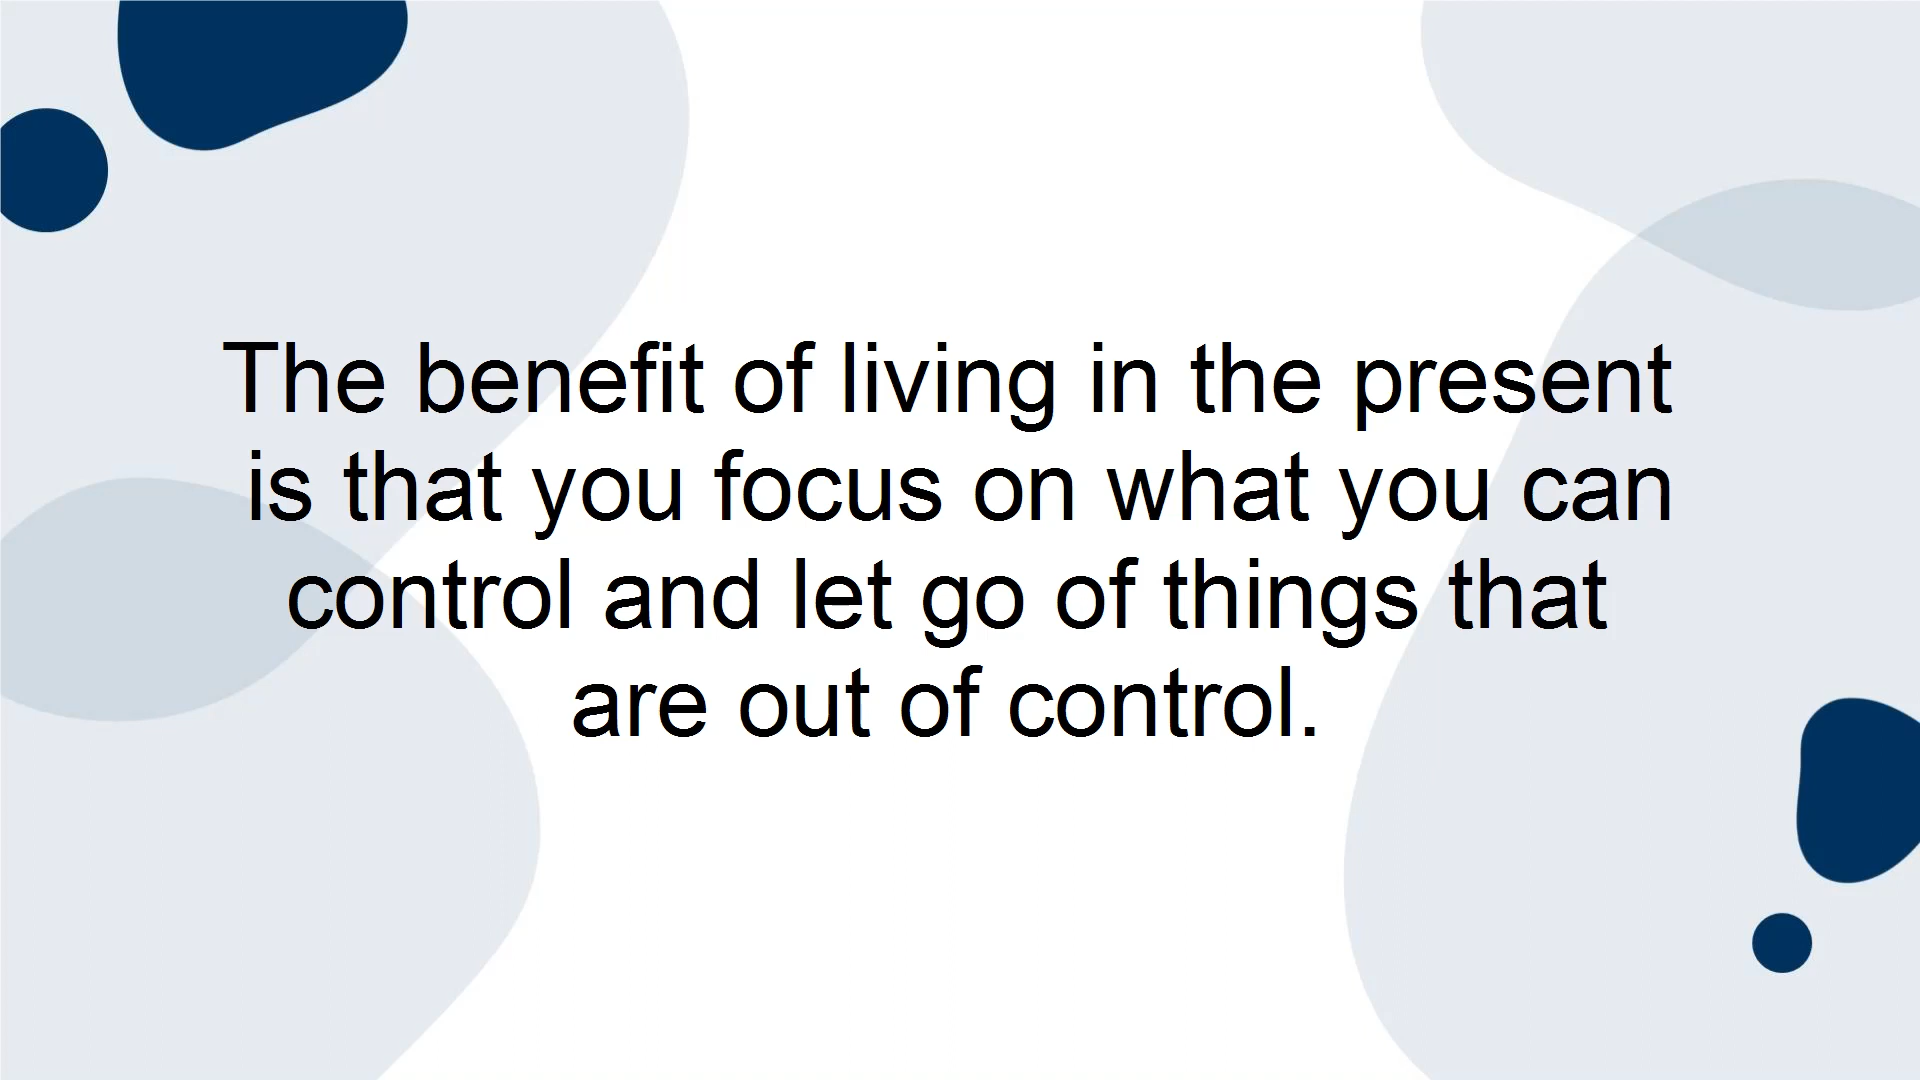 The benefit of living in the present
is that you focus on what you can
control and let go of things that
are out of control.